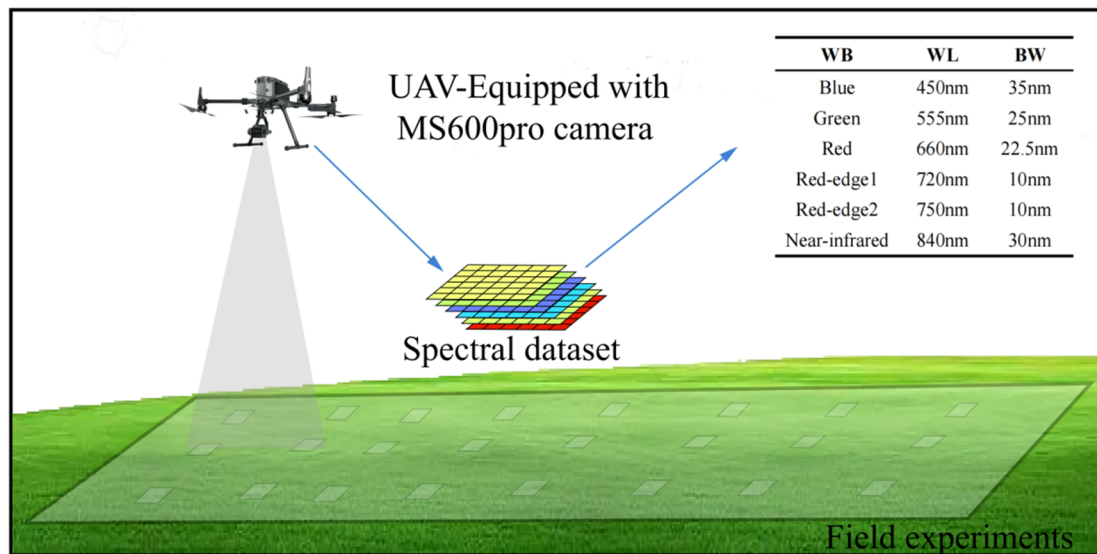 UAV-Equipped with
MS600pro camera
WB WL BW
Blue 450nm 35nm
Green 555nm 25nm
Red 660nm 22.5nm
Red-edge1 720nm 10nm
Red-edge2 750nm 10nm
Near-infrared 840nm 30nm
Spectral dataset
Field experiments